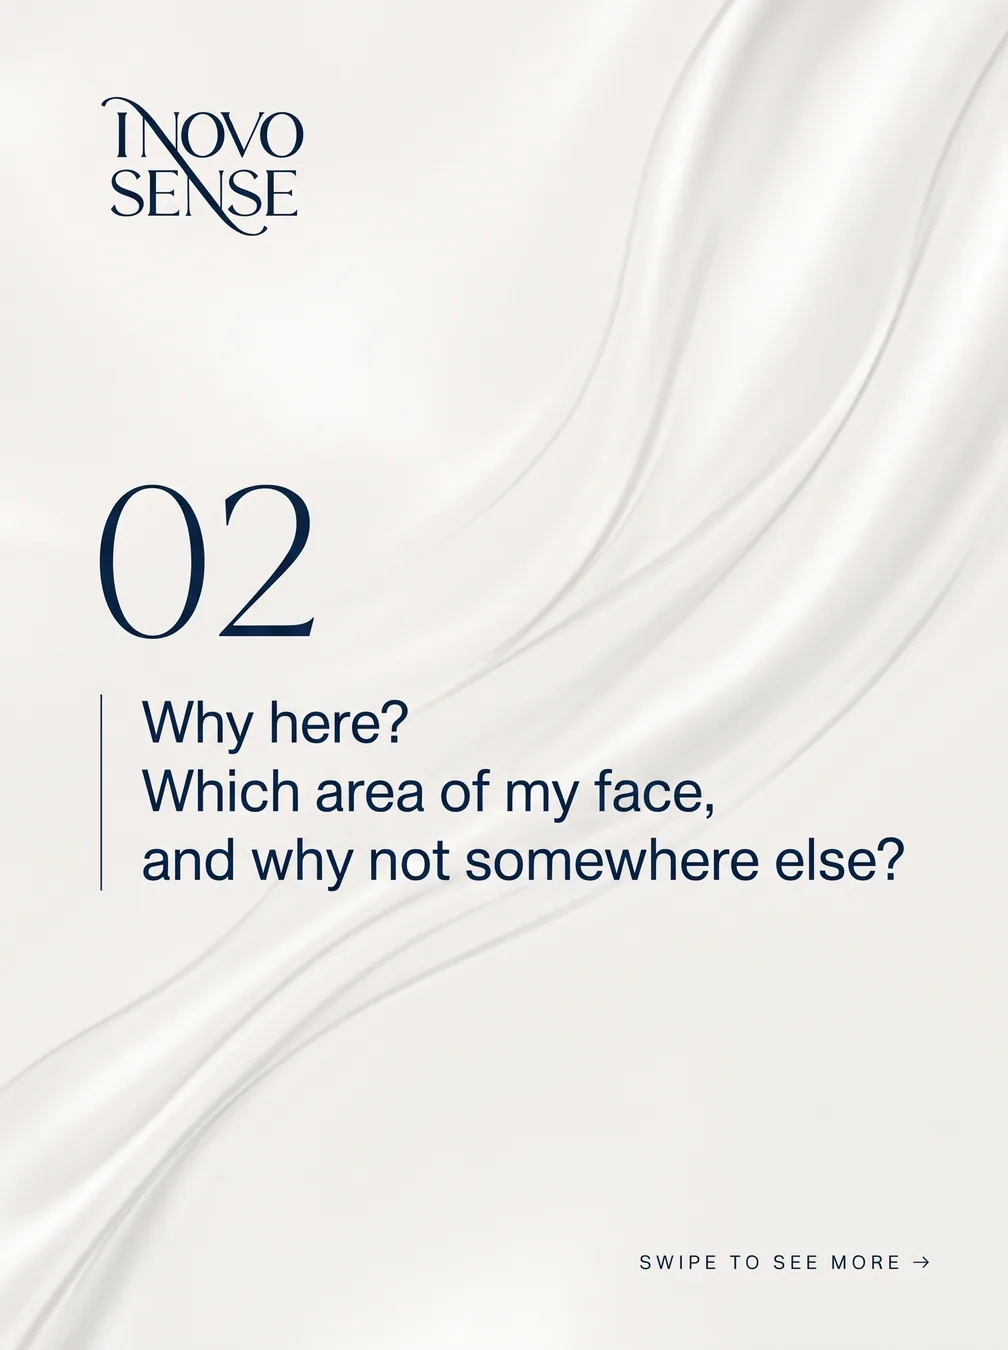 INOVO
SENSE
02
Why here?
Which area of my face,
and why not somewhere else?
SWIPE TO SEE MORE →